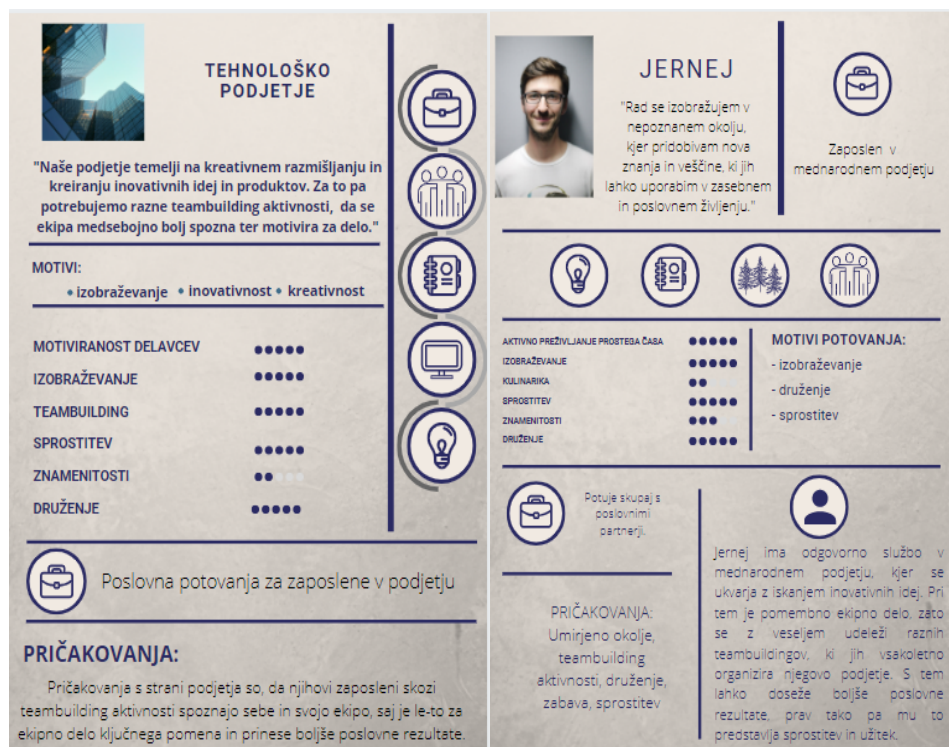 TEHNOLOŠKO
PODJETJE
"Naše podjetje temelji na kreativnem razmišljanju in
kreiranju inovativnih idej in produktov. Za to pa
potrebujemo razne teambuilding aktivnosti, da se
ekipa medsebojno bolj spozna ter motivira za delo."
MOTIVI:
• izobraževanje • inovativnost • kreativnost
MOTIVIRANOST DELAVCEV
IZOBRAŽEVANJE
TEAMBUILDING
SPROSTITEV
ZNAMENITOSTI
DRUŽENJE
Poslovna potovanja za zaposlene v podjetju
PRIČAKOVANJA:
Pričakovanja s strani podjetja so, da njihovi zaposleni skozi
teambuilding aktivnosti spoznajo sebe in svojo ekipo, saj je le-to za
ekipno delo ključnega pomena in prinese boljše poslovne rezultate.
JERNEJ
"Rad se izobražujem v
nepoznanem okolju,
kjer pridobivam nova
znanja in veščine, ki jih
lahko uporabim v zasebnem
in poslovnem življenju."
Zaposlen v
mednarodnem podjetju
AKTIVNO PREŽIVLJANJE PROSTEGA ČASA
IZOBRAŽEVANJE
KULINARIKA
SPROSTITEV
ZNAMENITOSTI
DRUŽENJE
MOTIVI POTOVANJA:
- izobraževanje
- druženje
- sprostitev
Potuje skupaj s
poslovnimi
partnerji.
PRIČAKOVANJA:
Umirjeno okolje,
teambuilding
aktivnosti, druženje,
zabava, sprostitev
Jernej ima odgovorno službo v
mednarodnem podjetju, kjer se
ukvarja z iskanjem inovativnih idej. Pri
tem je pomembno ekipno delo, zato
se z veseljem udeleži raznih
teambuildingov, ki jih vsakoletno
organizira njegovo podjetje. S tem
lahko doseže boljše poslovne
rezultate, prav tako pa mu to
predstavlja sprostitev in užitek.